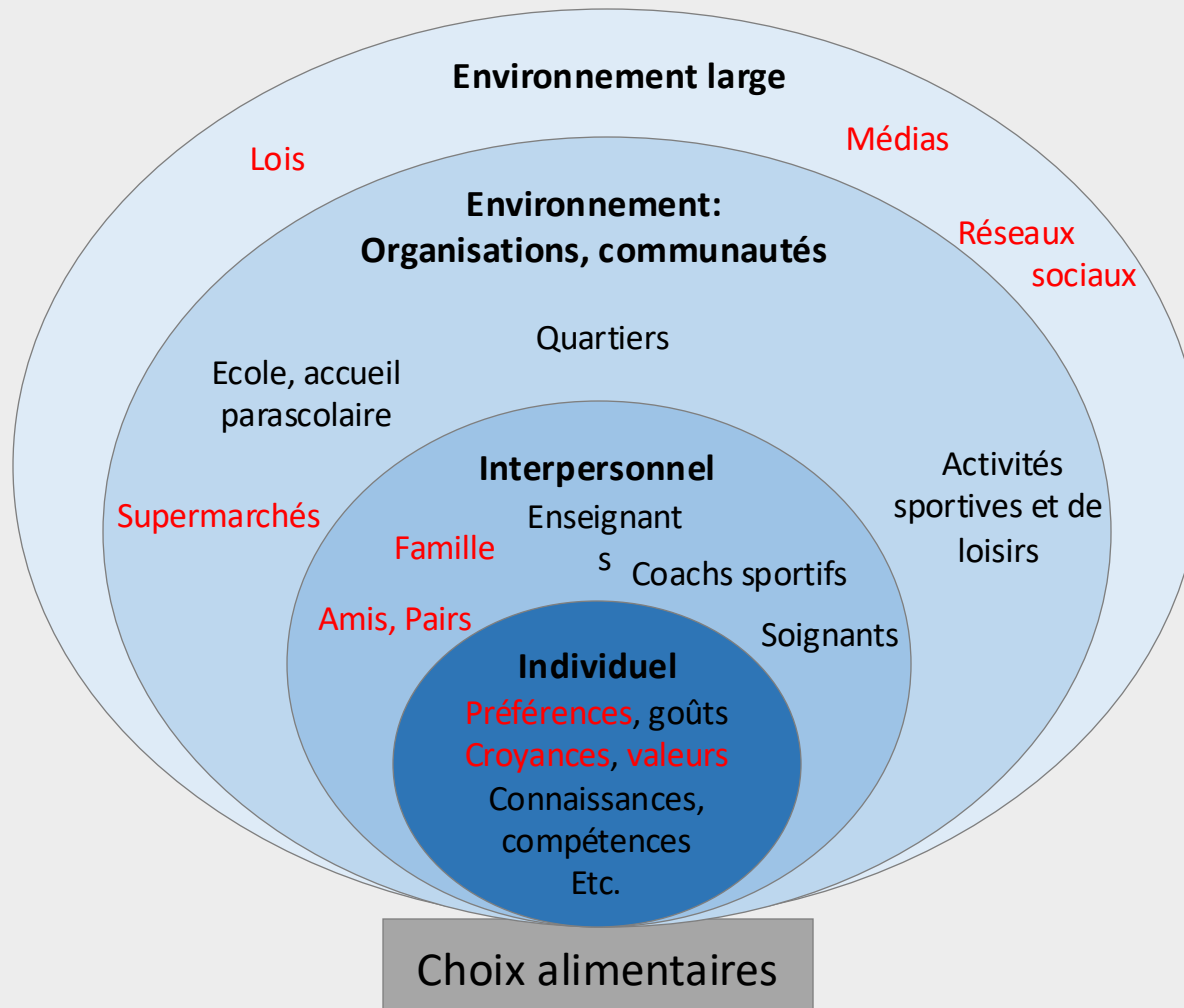 Environnement large
Lois
Médias
Environnement:
Organisations, communautés
Réseaux
sociaux
Quartiers
Ecole, accueil
parascolaire
Supermarchés
Activités
sportives et de
loisirs
Interpersonnel
Enseignant
s
Famille
Coachs sportifs
Amis, Pairs
Soignants
Individuel
Préférences, goûts
Croyances, valeurs
Connaissances,
compétences
Etc.
Choix alimentaires